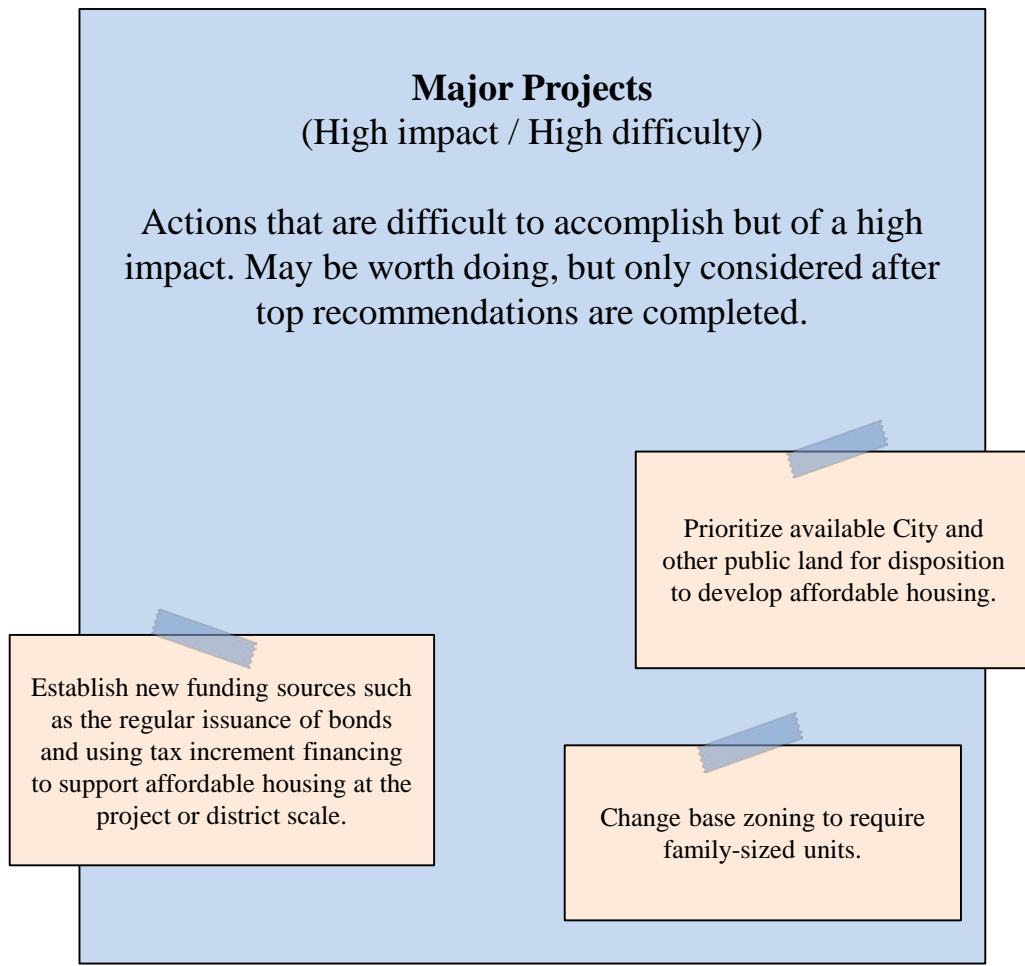 Major Projects
(High impact / High difficulty)
Actions that are difficult to accomplish but of a high
impact. May be worth doing, but only considered after
top recommendations are completed.
Prioritize available City and
other public land for disposition
to develop affordable housing.
Establish new funding sources such
as the regular issuance of bonds
and using tax increment financing
to support affordable housing at the
project or district scale.
Change base zoning to require
family-sized units.